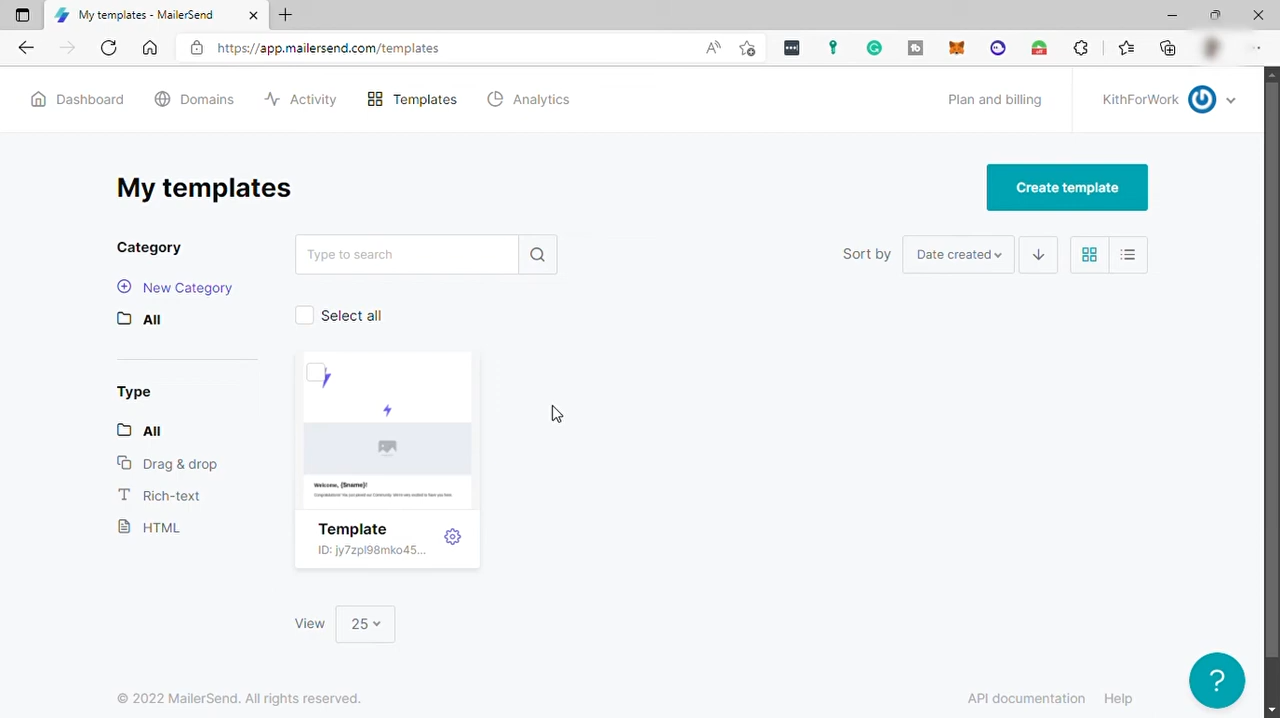 My templates - MailerSend
https://app.mailersend.com/templates
Dashboard
Domains
Activity
Templates
Analytics
Plan and billing
KithForWork
My templates
Create template
Category
Type to search
Sort by
Date created
New Category
All
Select all
Type
All
Drag & drop
Rich-text
HTML
Welcome, {$name}!
Template
ID: jy7zpl98mko45...
View
25
© 2022 MailerSend. All rights reserved.
API documentation
Help
?